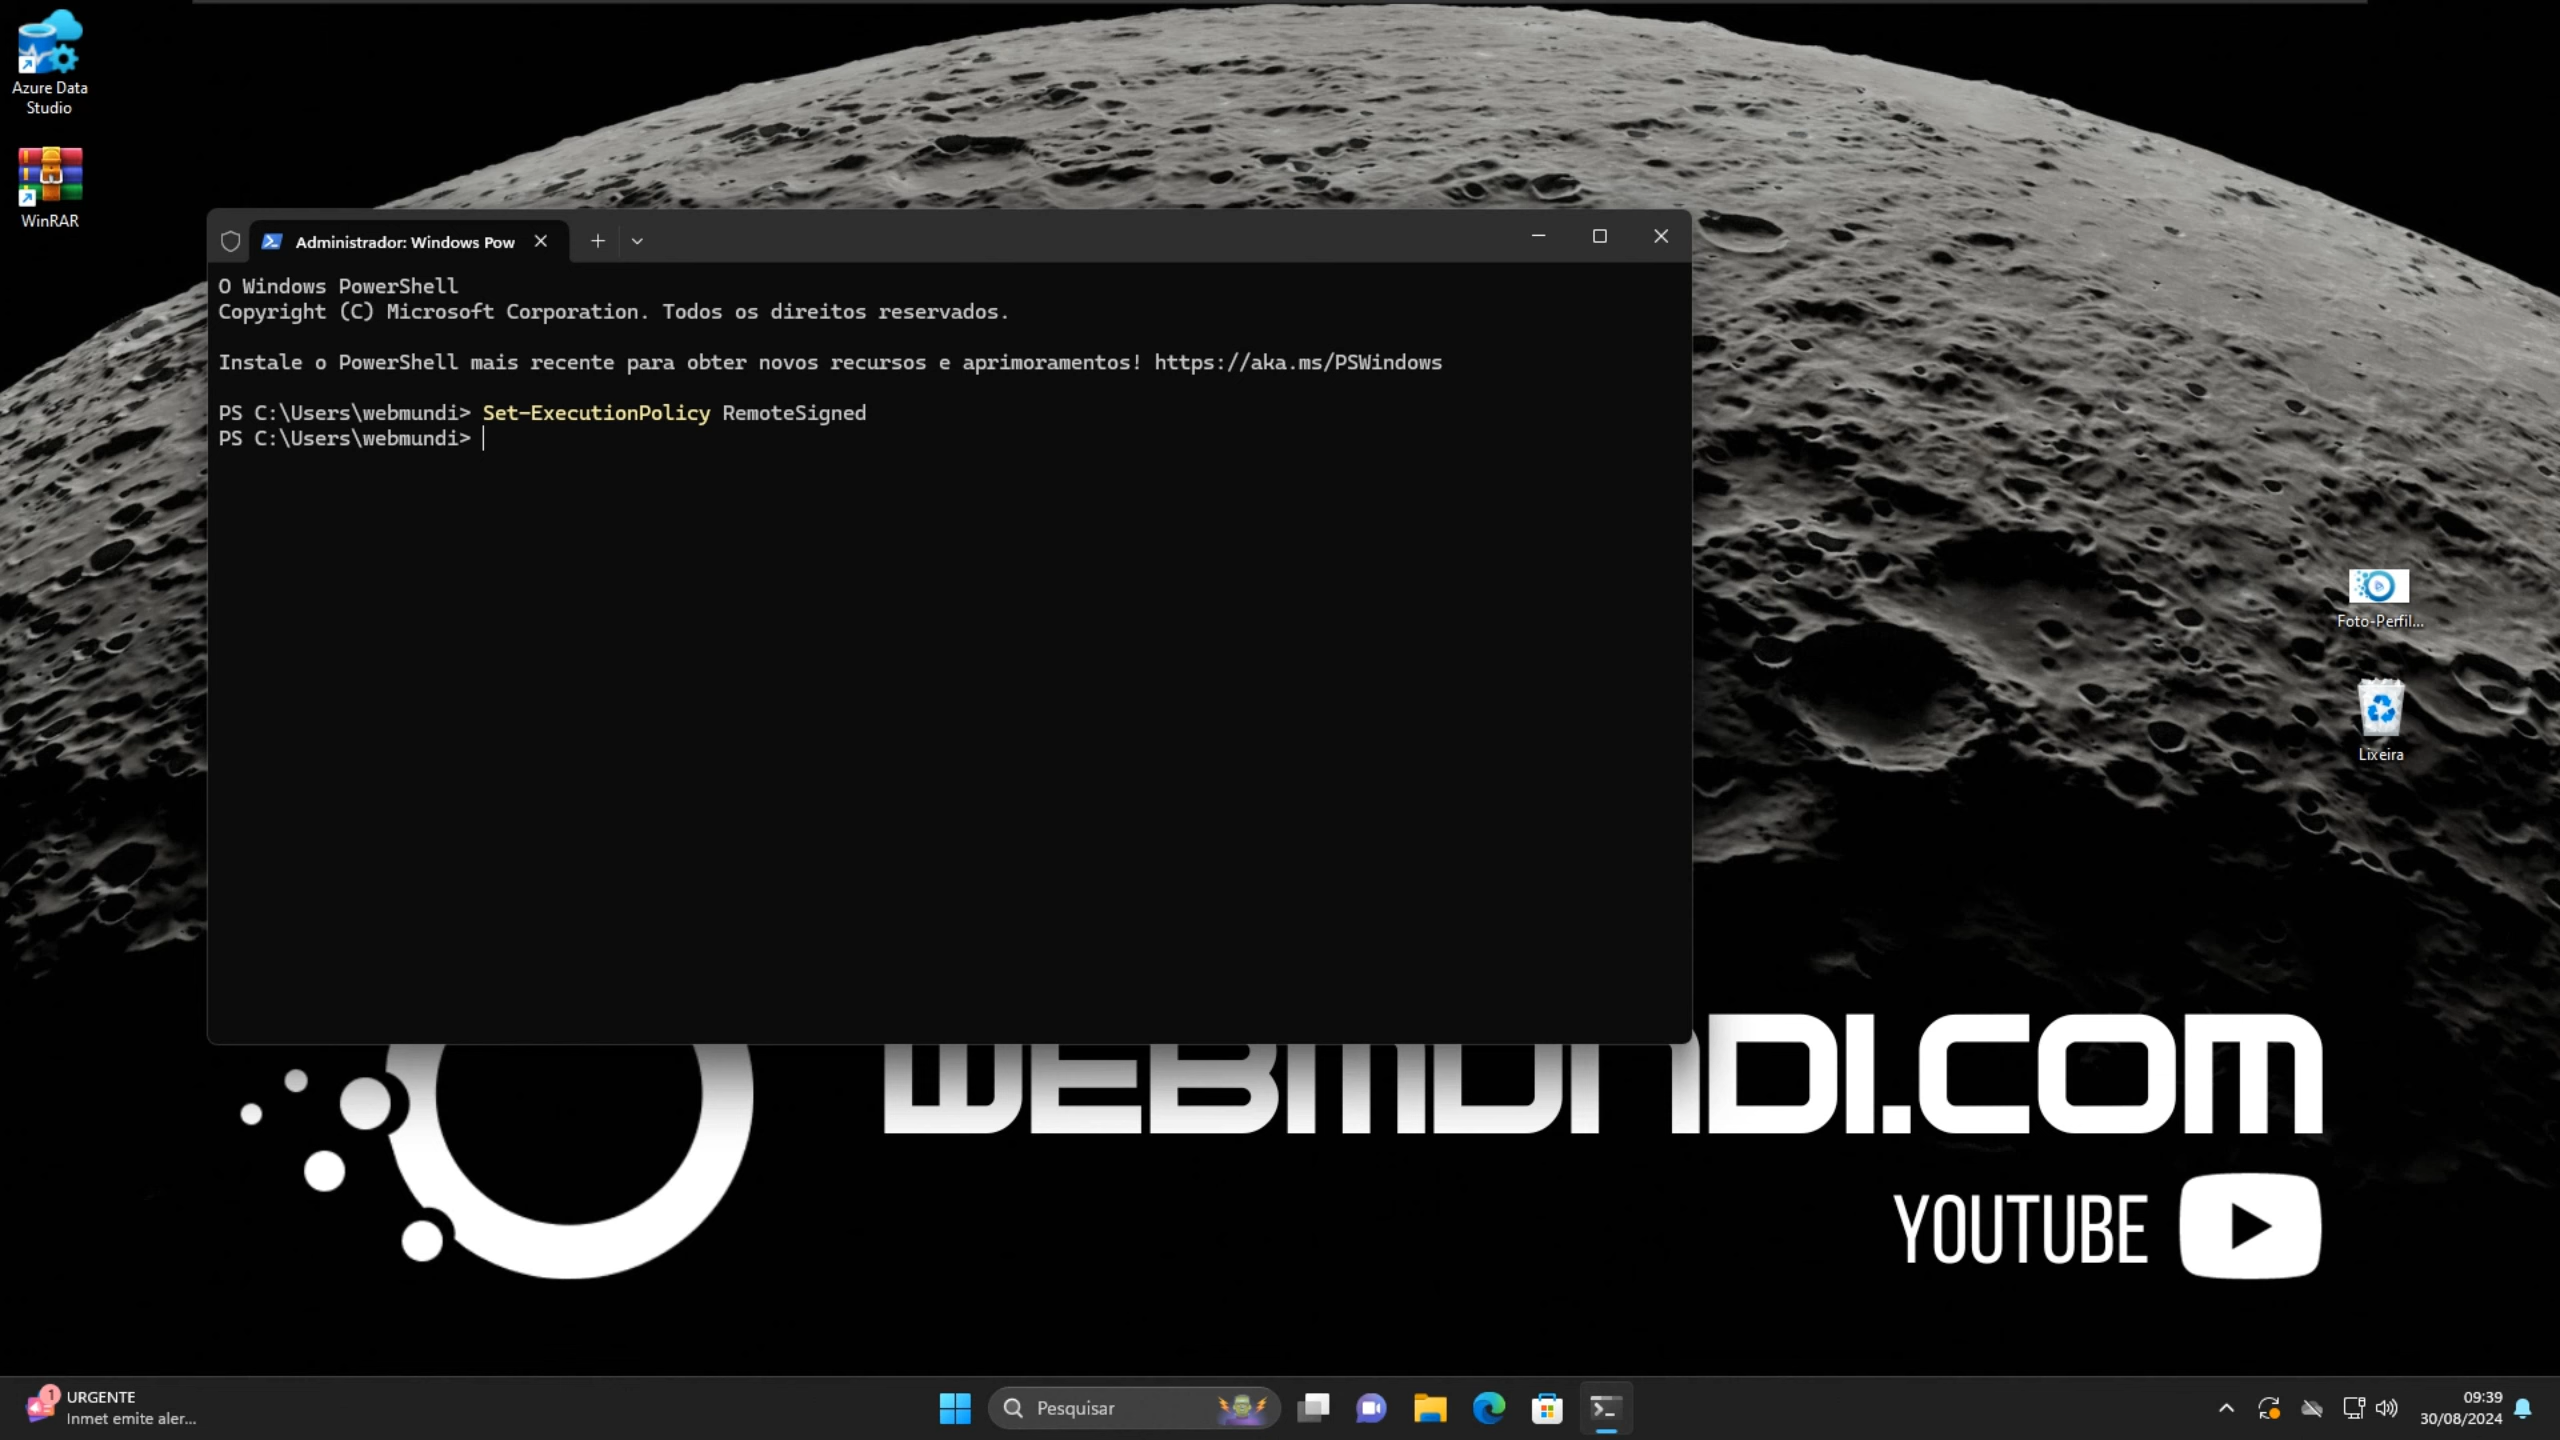 Azure Data
Studio
WinRAR
Administrador: Windows Pow
O Windows PowerShell
Copyright (C) Microsoft Corporation. Todos os direitos reservados.
Instale o PowerShell mais recente para obter novos recursos e aprimoramentos! https://aka.ms/PSWindows
PS C:\Users\webmundi> Set-ExecutionPolicy RemoteSigned
PS C:\Users\webmundi>
Foto-Perfil...
Lixeira
WEBMUNDI.COM
YOUTUBE
1
URGENTE
Inmet emite aler...
Pesquisar
09:39
30/08/2024